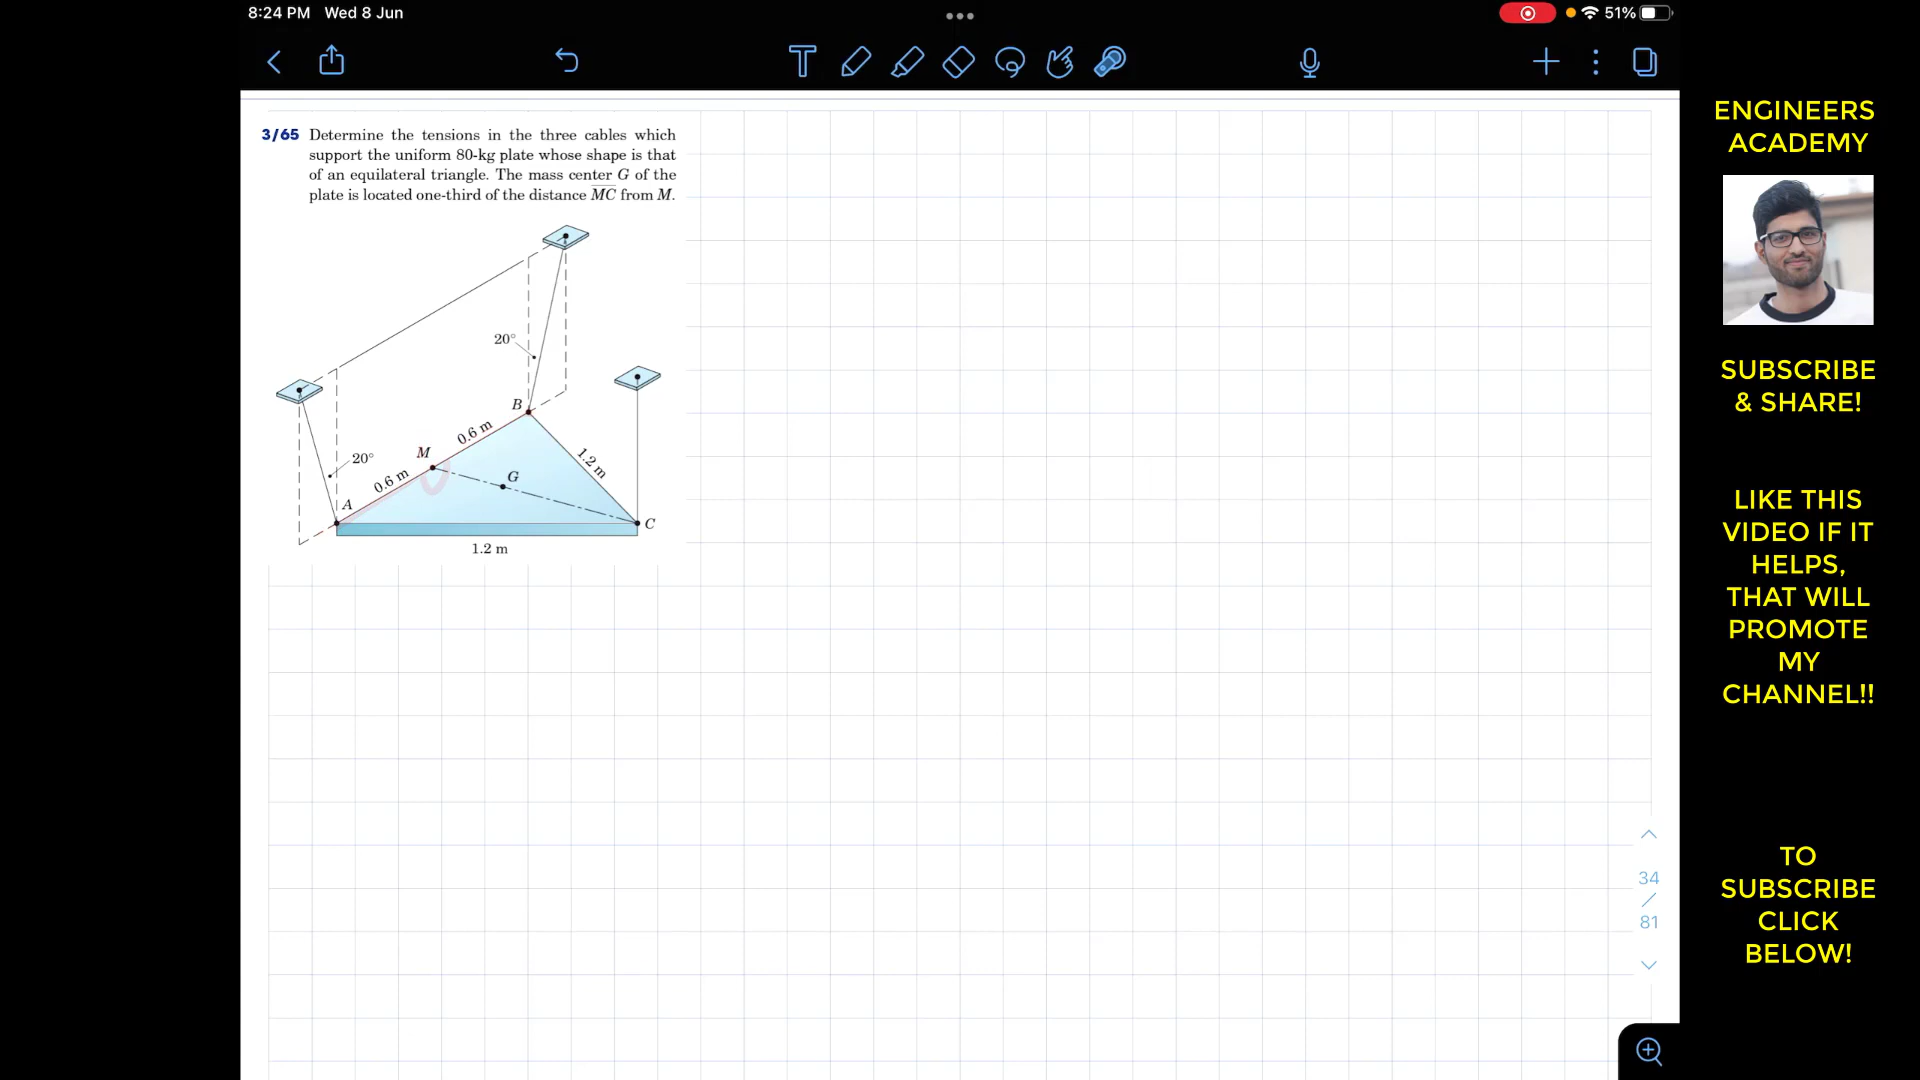 8:24 PM Wed 8 Jun
51%
3/65 Determine the tensions in the three cables which
support the uniform 80-kg plate whose shape is that
of an equilateral triangle. The mass center G of the
plate is located one-third of the distance MC from M.
20°
B
0.6 m
M
1.2 m
20°
0.6 m
G
A
C
1.2 m
34
/
81
ENGINEERS
ACADEMY
SUBSCRIBE
& SHARE!
LIKE THIS
VIDEO IF IT
HELPS,
THAT WILL
PROMOTE
MY
CHANNEL!!
TO
SUBSCRIBE
CLICK
BELOW!